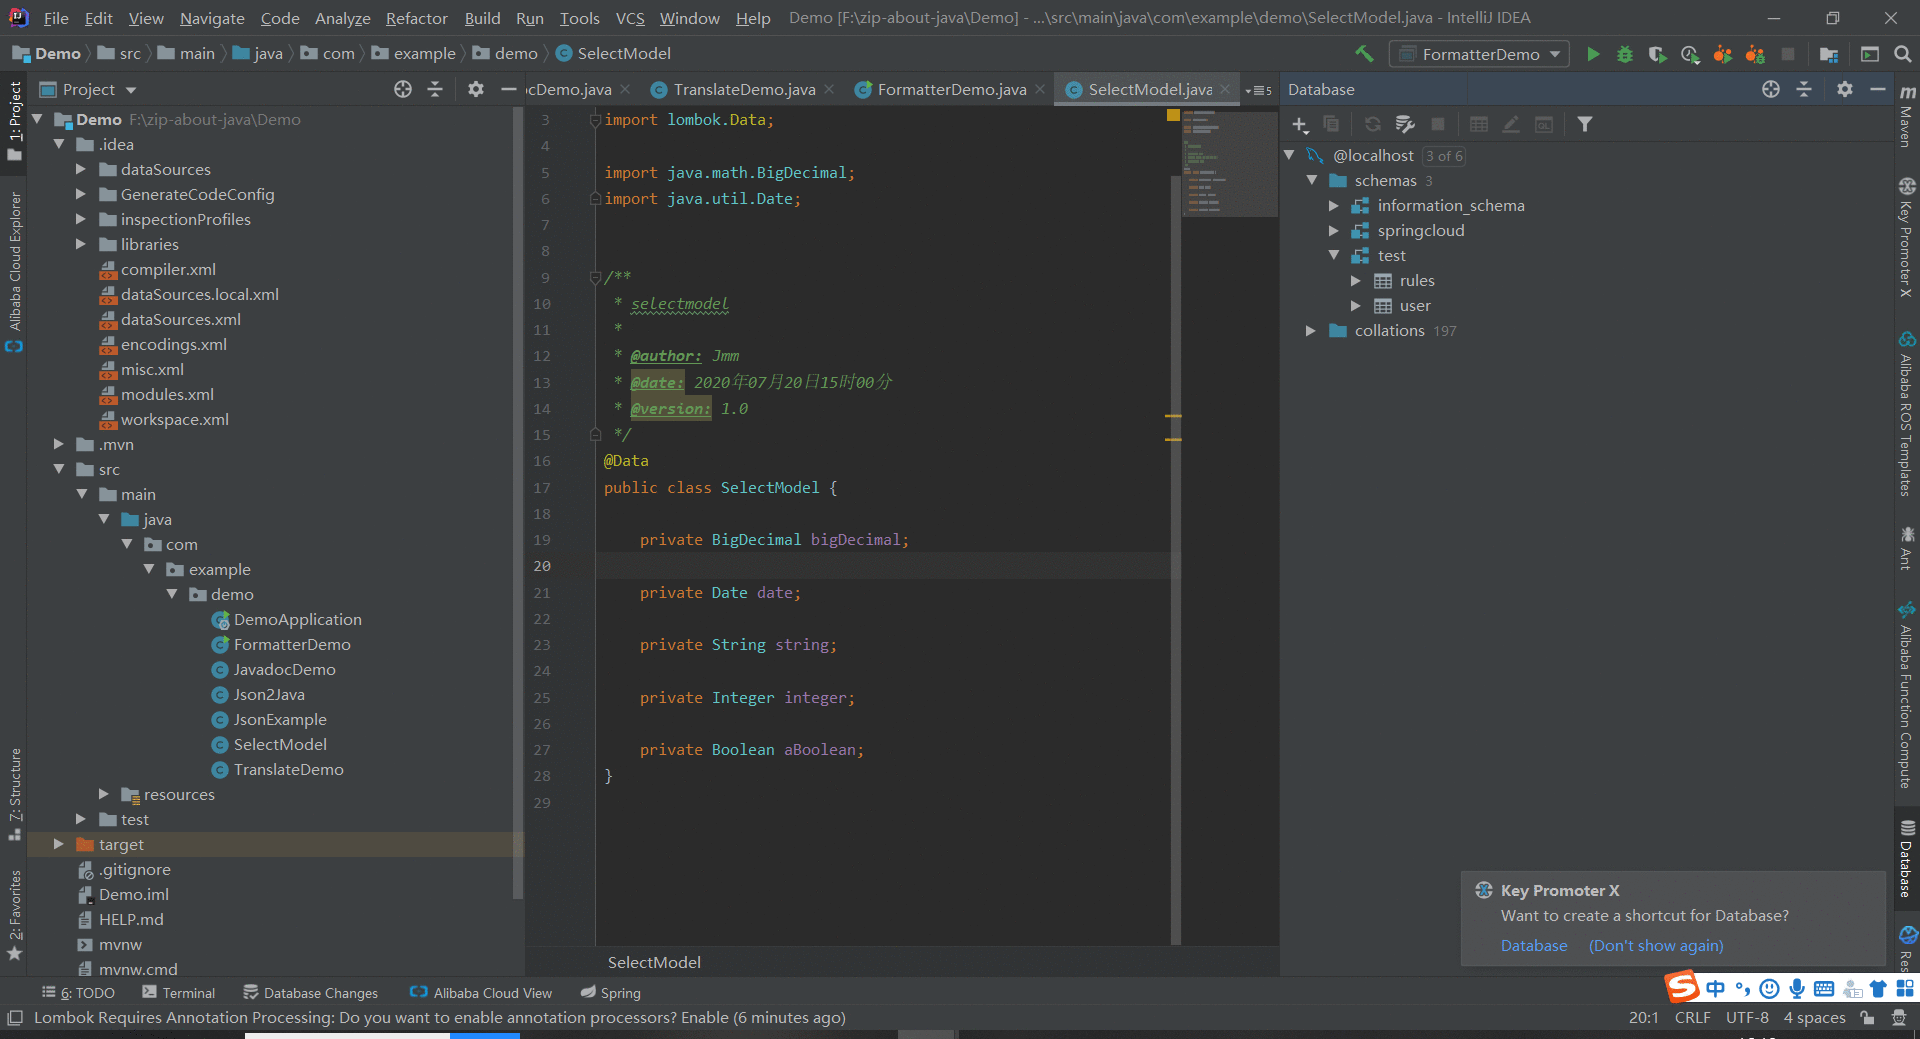 File Edit View Navigate Code Analyze Refactor Build Run Tools VCS Window Help Demo [F:\zip-about-java\Demo] - ...\src\main\java\com\example\demo\SelectModel.java - IntelliJ IDEA
Demo src main java com example demo SelectModel
FormatterDemo
Project
1: Project
Alibaba Cloud Explorer
7: Structure
2: Favorites
Demo F:\zip-about-java\Demo
.idea
dataSources
GenerateCodeConfig
inspectionProfiles
libraries
compiler.xml
dataSources.local.xml
dataSources.xml
encodings.xml
misc.xml
modules.xml
workspace.xml
.mvn
src
main
java
com
example
demo
DemoApplication
FormatterDemo
JavadocDemo
Json2Java
JsonExample
SelectModel
TranslateDemo
resources
test
target
.gitignore
Demo.iml
HELP.md
mvnw
mvnw.cmd
ocDemo.java TranslateDemo.java FormatterDemo.java SelectModel.java 5
3 import lombok.Data;
4
5 import java.math.BigDecimal;
6 import java.util.Date;
7
8
9 /**
10 * selectmodel
11 *
12 * @author: Jmm
13 * @date: 2020年07月20日15时00分
14 * @version: 1.0
15 */
16 @Data
17 public class SelectModel {
18
19 private BigDecimal bigDecimal;
20
21 private Date date;
22
23 private String string;
24
25 private Integer integer;
26
27 private Boolean aBoolean;
28 }
29
SelectModel
Database
@localhost 3 of 6
schemas 3
information_schema
springcloud
test
rules
user
collations 197
Maven
Key Promoter X
Alibaba ROS Templates
Ant
Alibaba Function Compute
Database
Res
Key Promoter X
Want to create a shortcut for Database?
Database (Don't show again)
中
6: TODO Terminal Database Changes Alibaba Cloud View Spring
Lombok Requires Annotation Processing: Do you want to enable annotation processors? Enable (6 minutes ago)
20:1 CRLF UTF-8 4 spaces